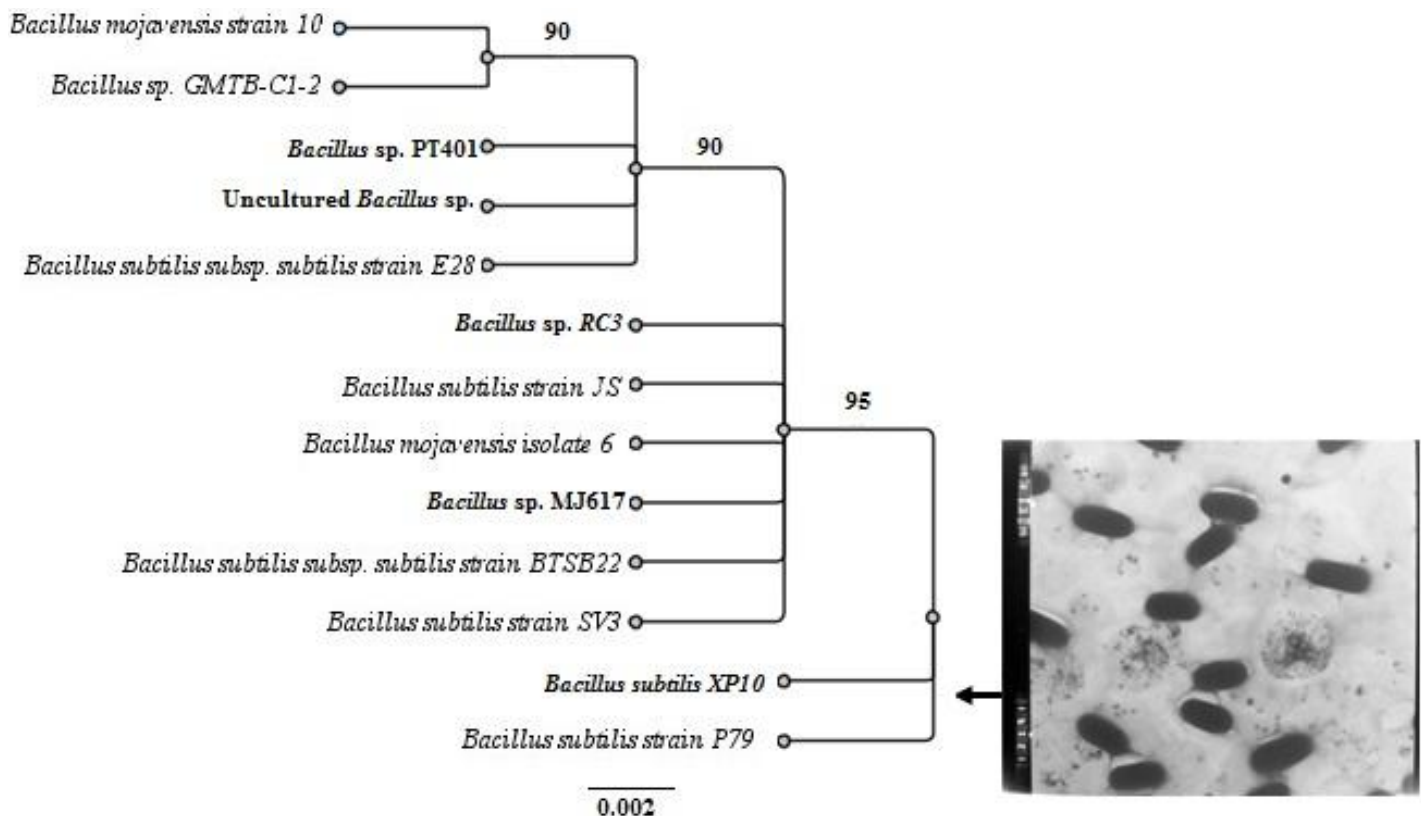 Bacillus mojavensis strain 10
90
Bacillus sp. GMTB-C1-2
Bacillus sp. PT401
90
Uncultured Bacillus sp.
Bacillus subtilis subsp. subtilis strain E28
Bacillus sp. RC3
Bacillus subtilis strain JS
95
Bacillus mojavensis isolate 6
Bacillus sp. MJ617
Bacillus subtilis subsp. subtilis strain BTSB22
Bacillus subtilis strain SV3
Bacillus subtilis XP10
Bacillus subtilis strain P79
0.002